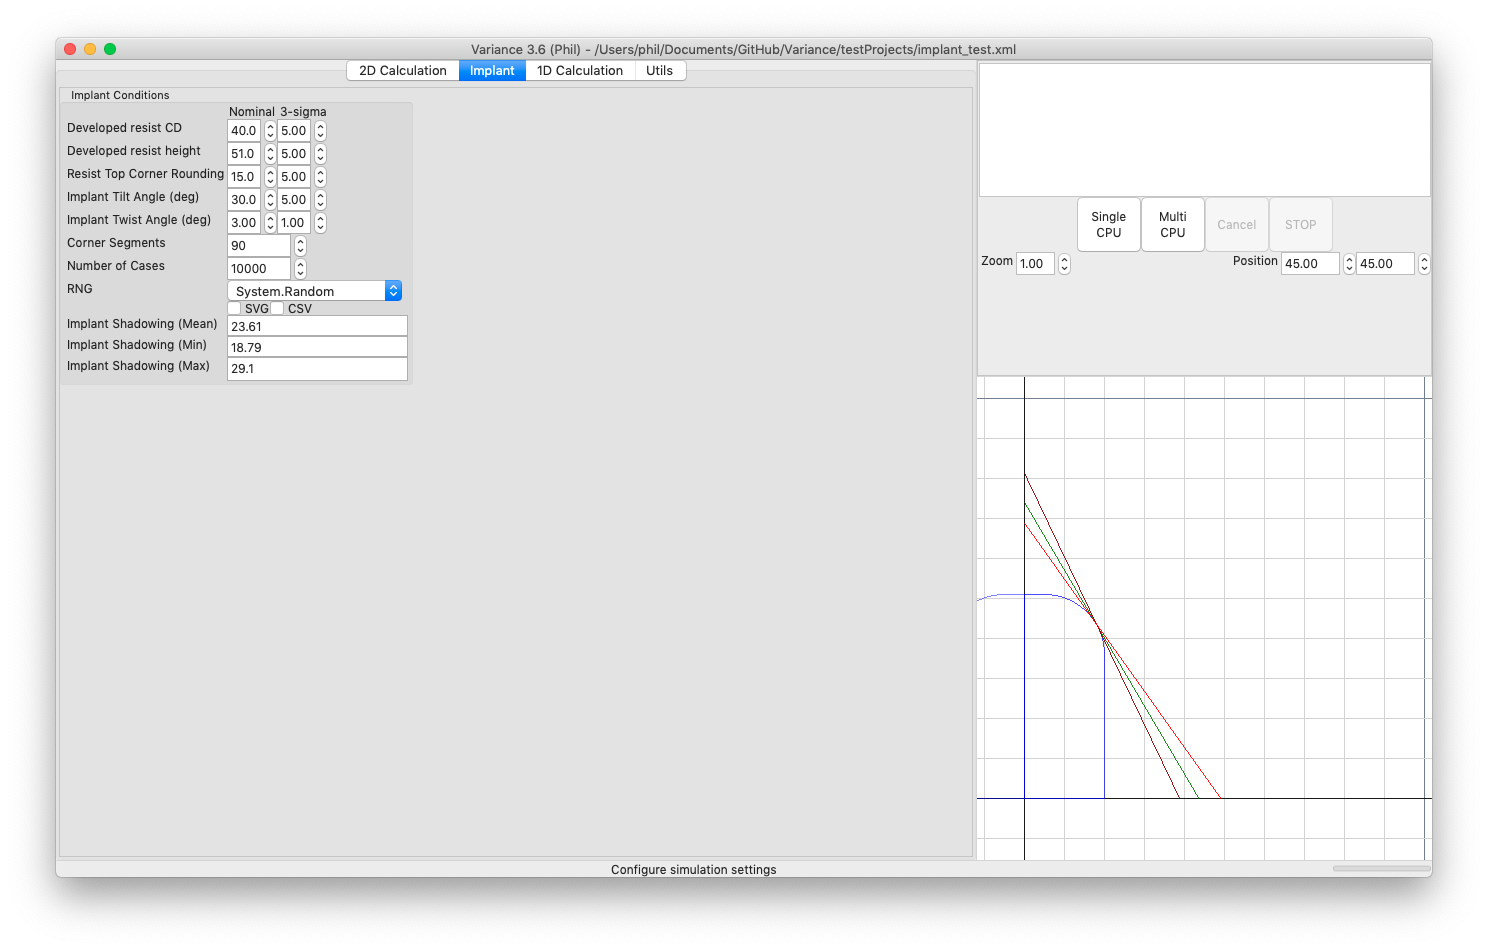 Variance 3.6 (Phil) - /Users/phil/Documents/GitHub/Variance/testProjects/implant_test.xml
2D Calculation Implant 1D Calculation Utils
Implant Conditions
Nominal 3-sigma
Developed resist CD 40.0 5.00
Developed resist height 51.0 5.00
Resist Top Corner Rounding 15.0 5.00
Implant Tilt Angle (deg) 30.0 5.00
Implant Twist Angle (deg) 3.00 1.00
Corner Segments 90
Number of Cases 10000
RNG System.Random
SVG CSV
Implant Shadowing (Mean) 23.61
Implant Shadowing (Min) 18.79
Implant Shadowing (Max) 29.1
Single CPU Multi CPU Cancel STOP
Zoom 1.00 Position 45.00 45.00
Configure simulation settings